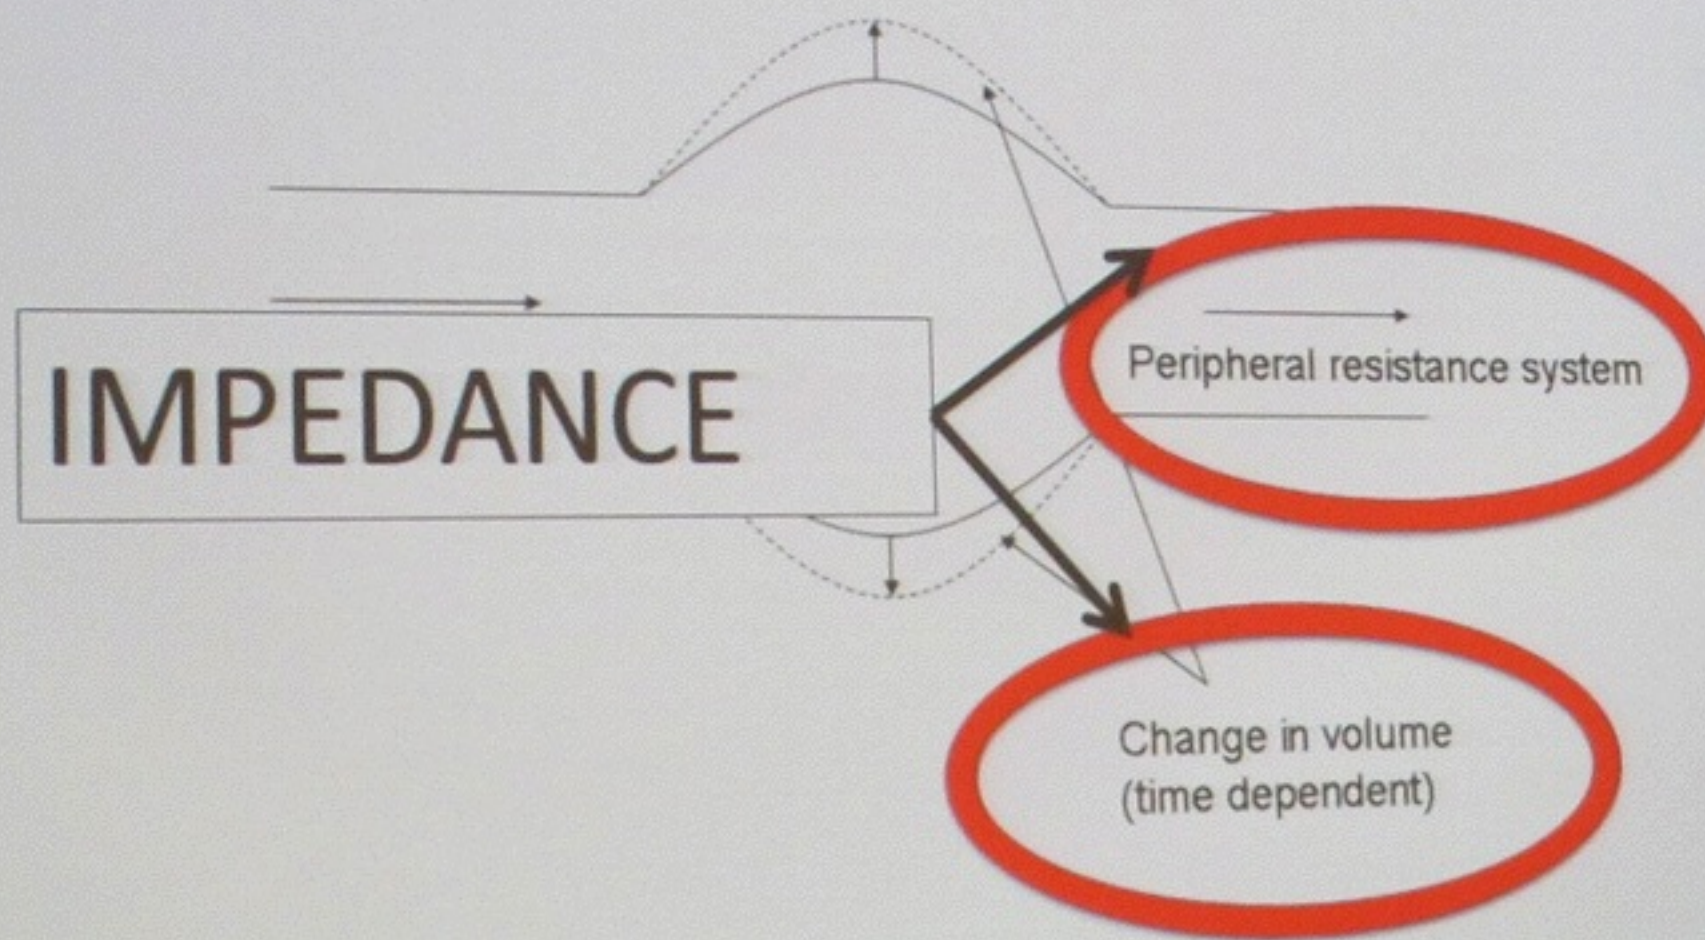 IMPEDANCE
Peripheral resistance system
Change in volume
(time dependent)